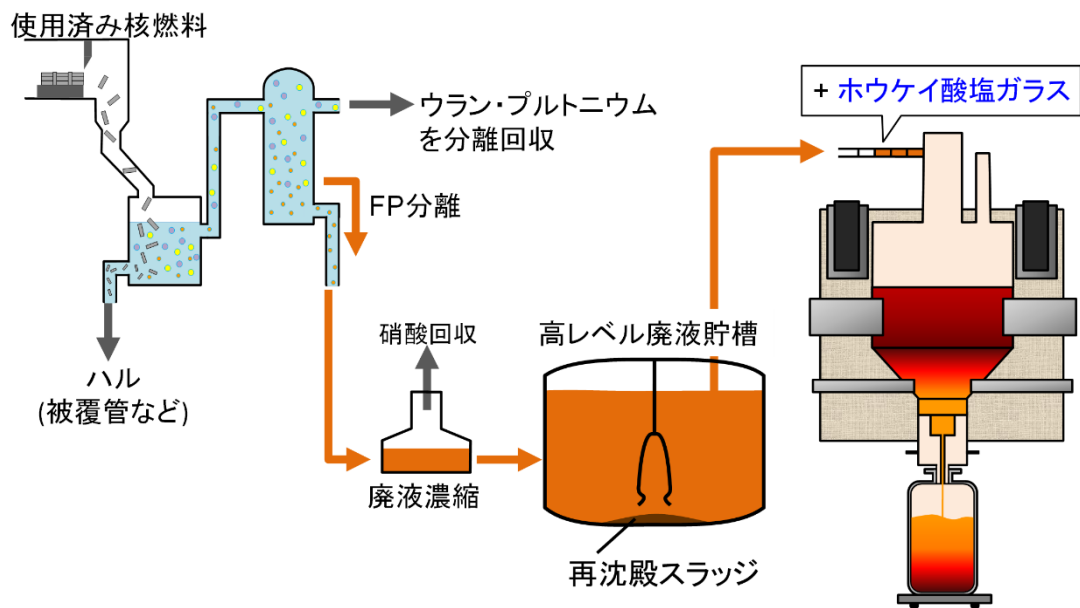 使用済み核燃料
+ ホウケイ酸塩ガラス
ウラン・プルトニウム
を分離回収
FP分離
硝酸回収
高レベル廃液貯槽
ハル
(被覆管など)
廃液濃縮
再沈殿スラッジ